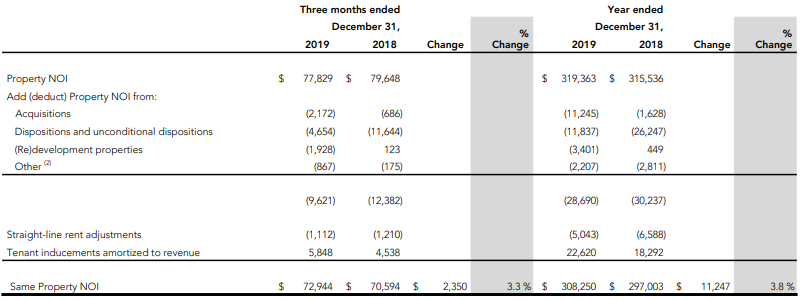 Three months ended Year ended
December 31, % December 31, %
2019 2018 Change Change 2019 2018 Change Change
Property NOI $ 77,829 $ 79,648 $ 319,363 $ 315,536
Add (deduct) Property NOI from:
Acquisitions (2,172) (686) (11,245) (1,628)
Dispositions and unconditional dispositions (4,654) (11,644) (11,837) (26,247)
(Re)development properties (1,928) 123 (3,401) 449
Other (2) (867) (175) (2,207) (2,811)
(9,621) (12,382) (28,690) (30,237)
Straight-line rent adjustments (1,112) (1,210) (5,043) (6,588)
Tenant inducements amortized to revenue 5,848 4,538 22,620 18,292
Same Property NOI $ 72,944 $ 70,594 $ 2,350 3.3 % $ 308,250 $ 297,003 $ 11,247 3.8 %